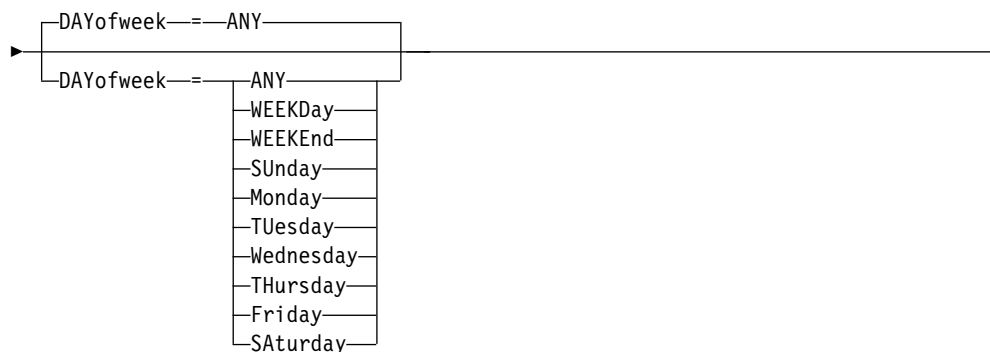 DAYofweek = ANY
DAYofweek = ANY
WEEKDay
WEEKEnd
SUnday
Monday
TUesday
Wednesday
THursday
Friday
SAturday